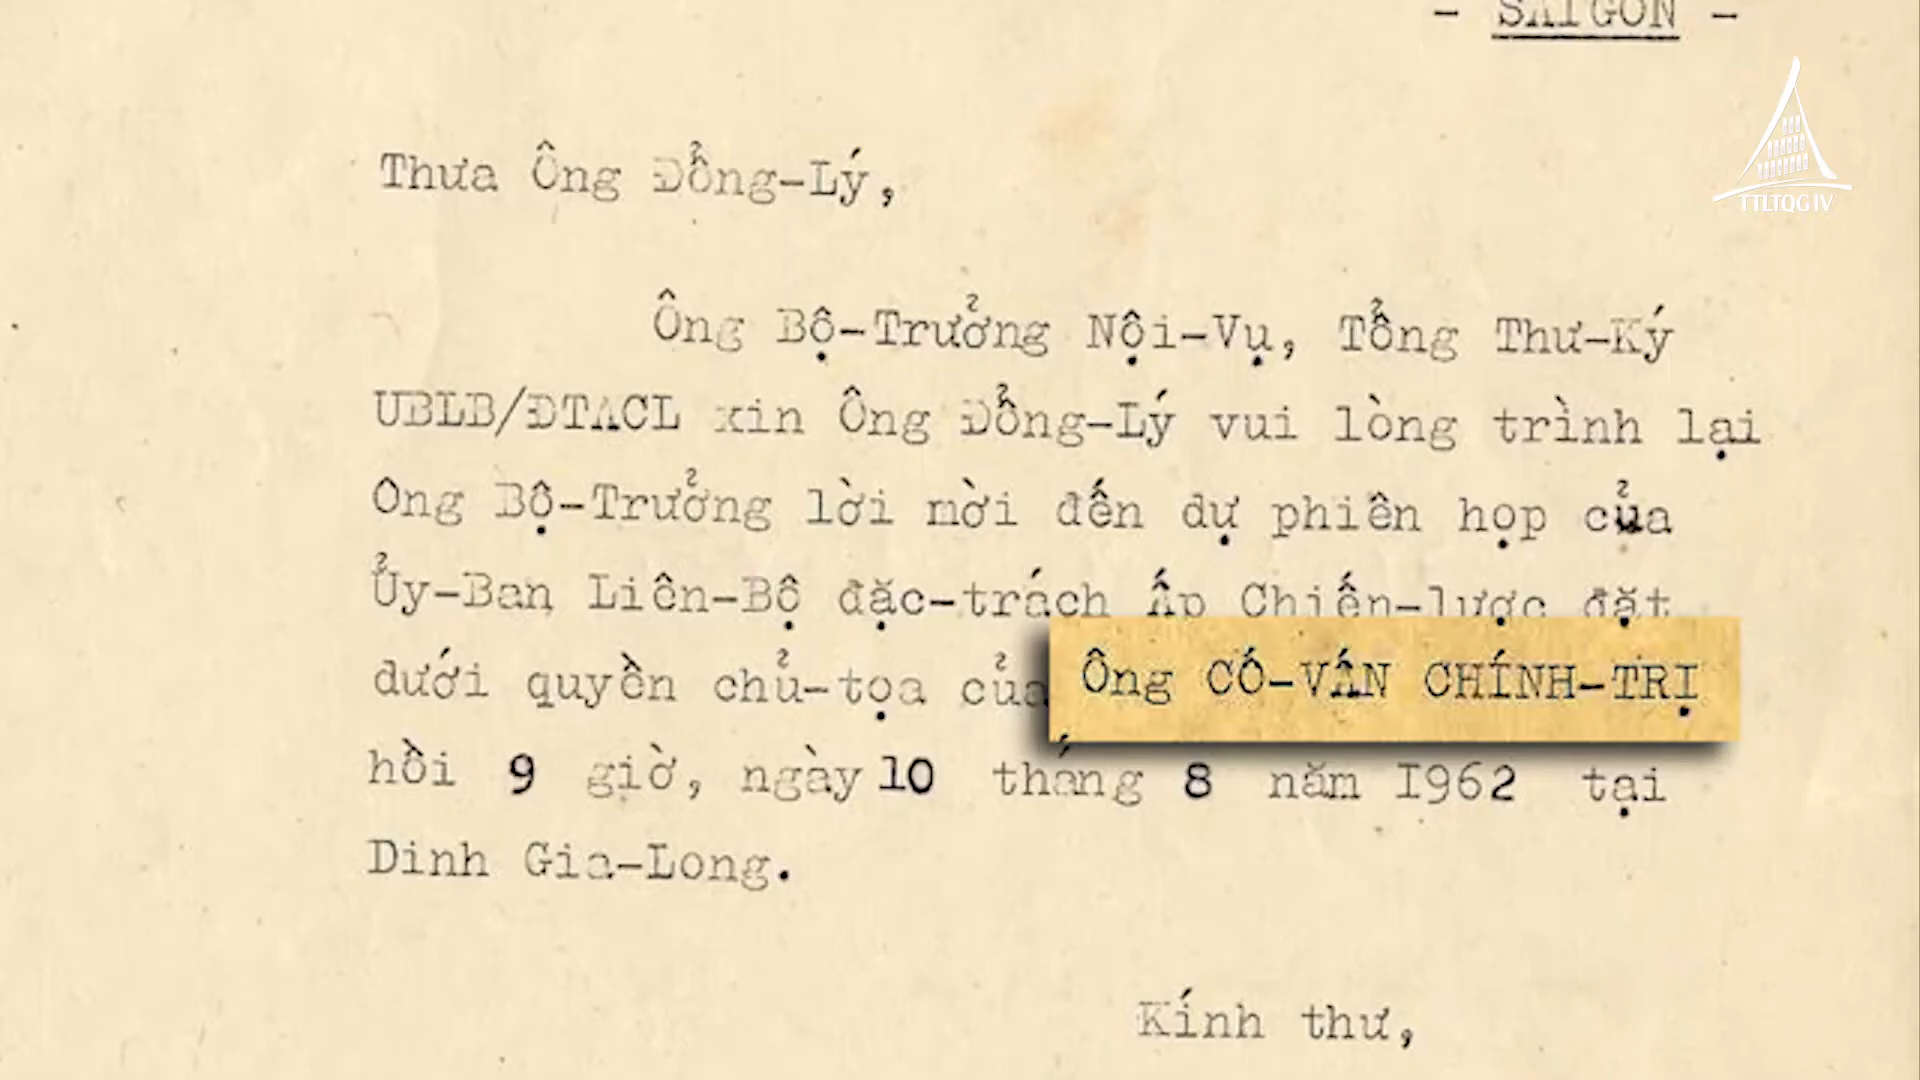 - SAIGON -
TTLTQG IV
Thưa Ông Đổng-Lý,
Ông Bộ-Trưởng Nội-Vụ, Tổng Thư-Ký
UBLB/ĐTACL xin Ông Đổng-Lý vui lòng trình lại
Ông Bộ-Trưởng lời mời đến dự phiên họp của
Ủy-Ban Liên-Bộ đặc-trách Ấp Chiến-lược đặt
dưới quyền chủ-tọa của Ông CỐ-VẤN CHÍNH-TRỊ
hồi 9 giờ, ngày 10 tháng 8 năm 1962 tại
Dinh Gia-Long.
Kính thư,